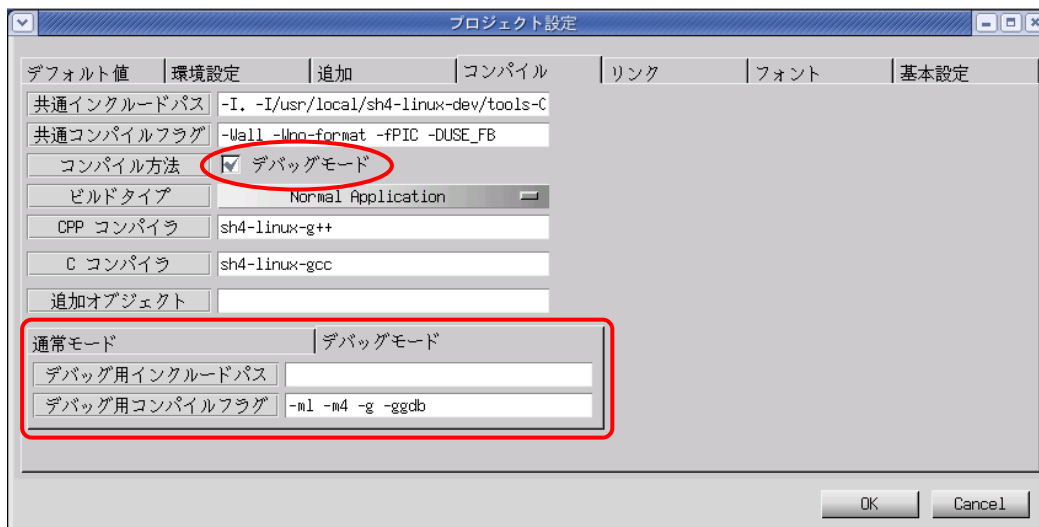 プロジェクト設定
デフォルト値 環境設定 追加 コンパイル リンク フォント 基本設定
共通インクルードパス -I. -I/usr/local/sh4-linux-dev/tools-C
共通コンパイルフラグ -Wall -Wno-format -fPIC -DUSE_FB
コンパイル方法 デバッグモード
ビルドタイプ Normal Application
CPP コンパイラ sh4-linux-g++
C コンパイラ sh4-linux-gcc
追加オブジェクト
通常モード デバッグモード
デバッグ用インクルードパス
デバッグ用コンパイルフラグ -ml -m4 -g -ggdb
OK Cancel